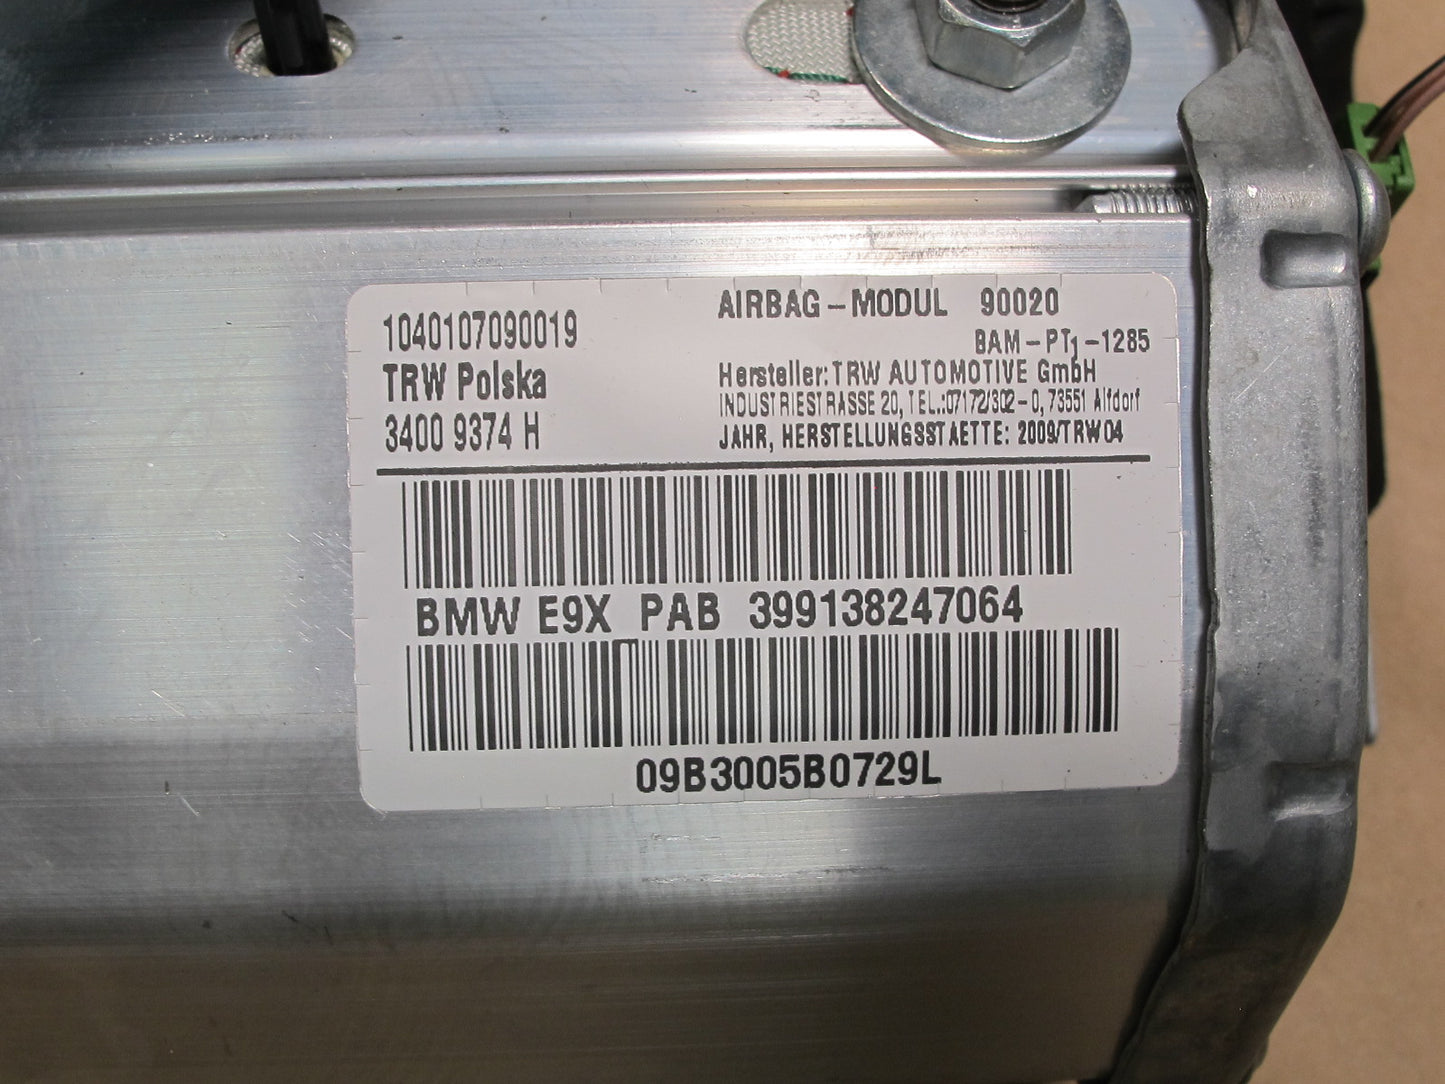 1040107090019
TRW Polska
3400 9374 H
AIRBAG-MODUL 90020
BAM-PT1-1285
Hersteller: TRW AUTOMOTIVE GmbH
INDUSTRIESTRASSE 20, TEL.:07172/302-0, 73551 Alfdorf
JAHR, HERSTELLUNGSSTAETTE: 2009/TRW04
BMW E9X PAB 399138247064
09B3005B0729L